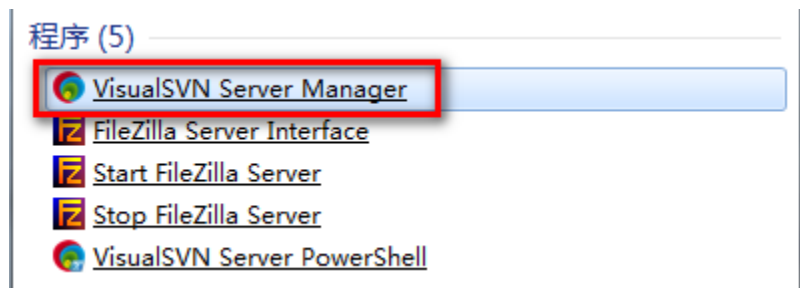 程序 (5)
VisualSVN Server Manager
FileZilla Server Interface
Start FileZilla Server
Stop FileZilla Server
VisualSVN Server PowerShell